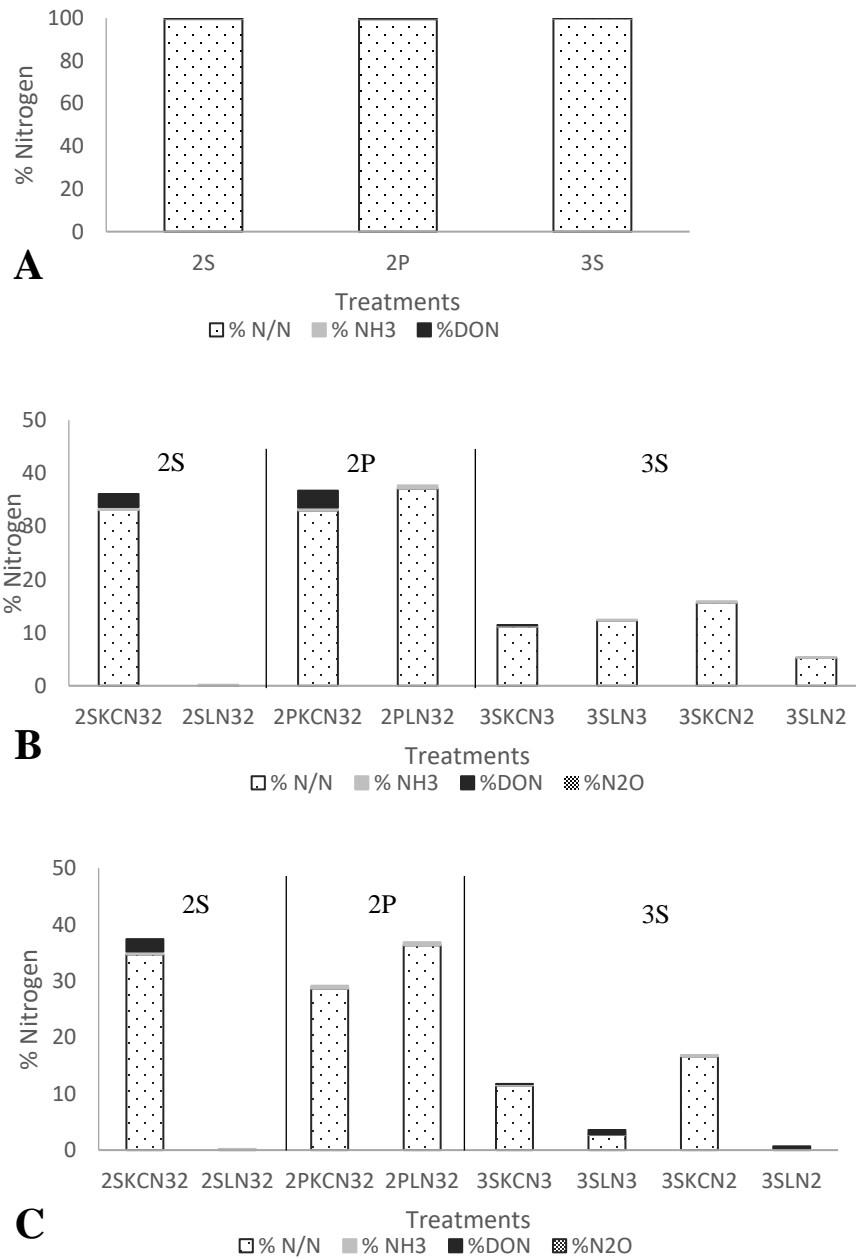 100
80
60
40
20
0
% Nitrogen
2S 2P 3S
A
Treatments
% N/N % NH3 %DON
50
40
30
20
10
0
% Nitrogen
2S 2P 3S
2SKCN32 2SLN32 2PKCN32 2PLN32 3SKCN3 3SLN3 3SKCN2 3SLN2
B
Treatments
% N/N % NH3 %DON %N2O
50
40
30
20
10
0
% Nitrogen
2S 2P 3S
2SKCN32 2SLN32 2PKCN32 2PLN32 3SKCN3 3SLN3 3SKCN2 3SLN2
C
Treatments
% N/N % NH3 %DON %N2O